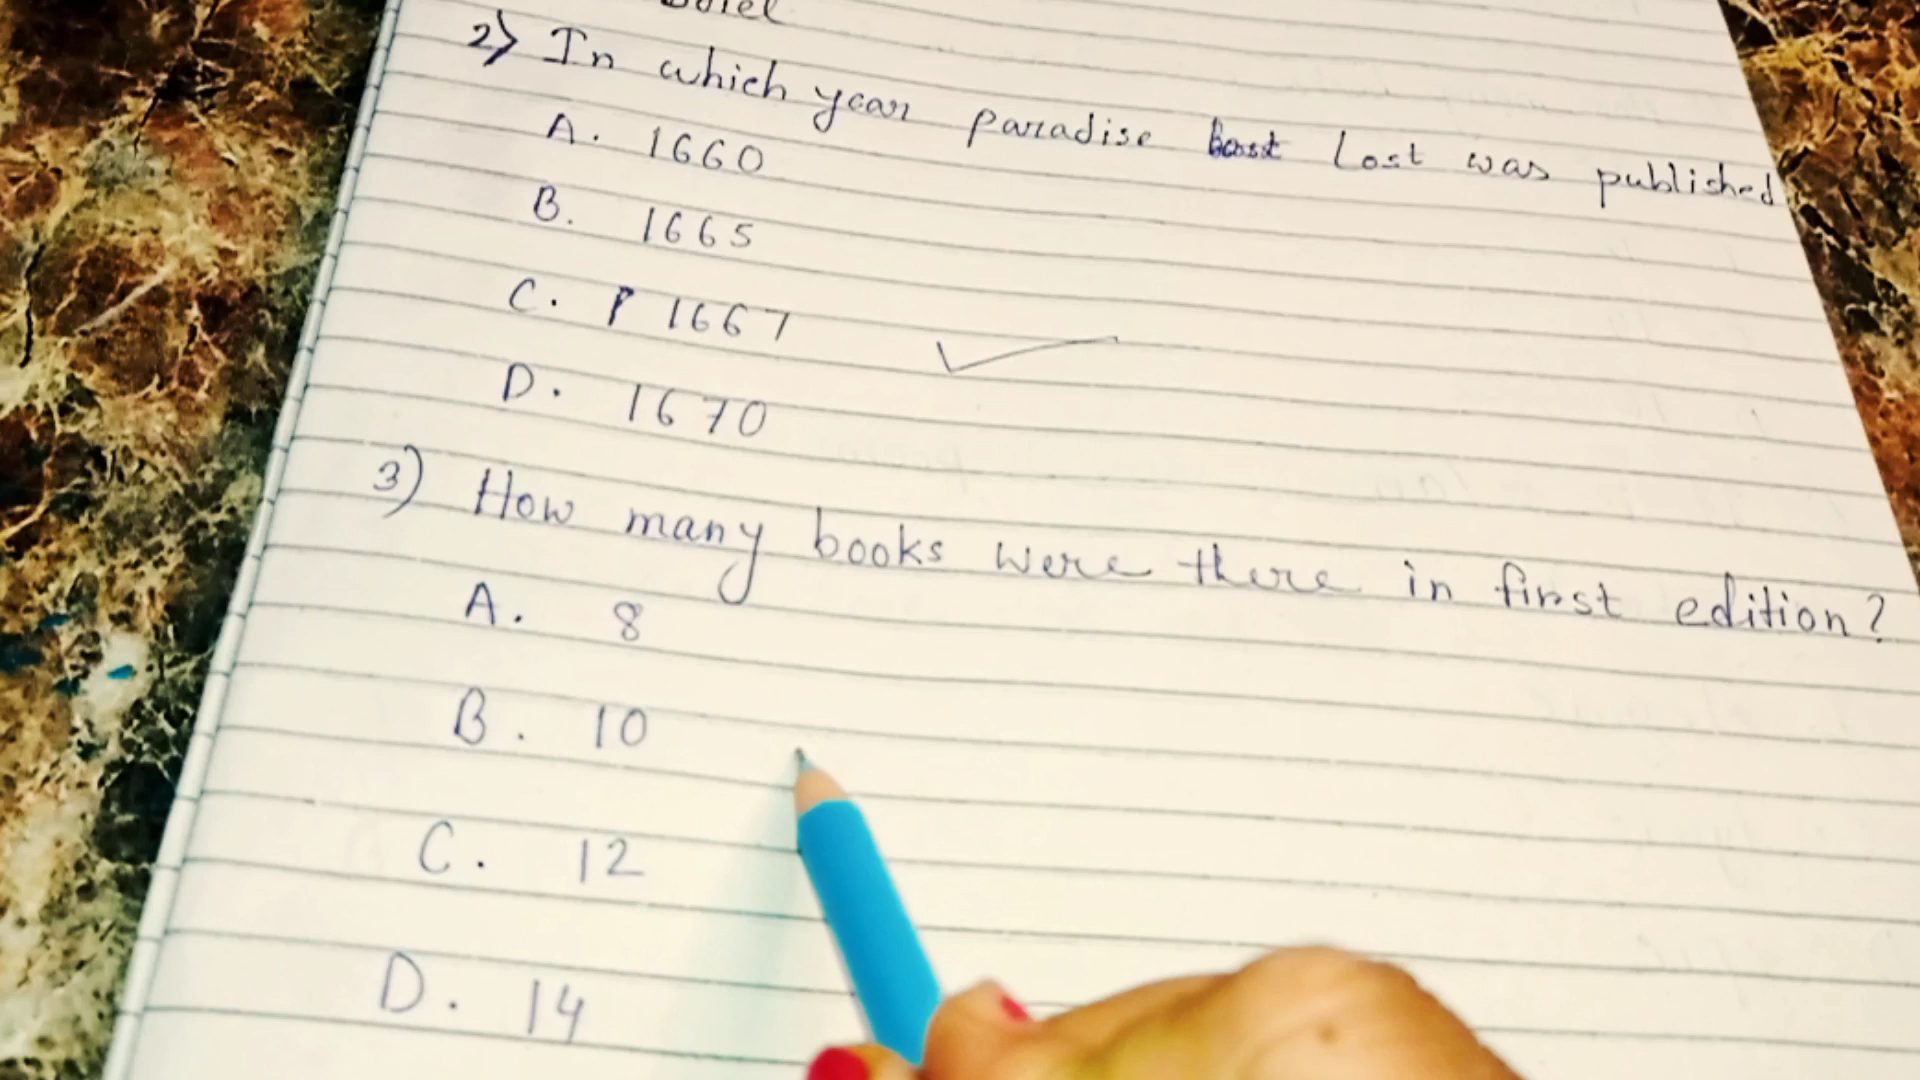 2) In which year paradise Lost was published
A. 1660
B. 1665
C. 1667
D. 1670
3) How many books were there in first edition?
A. 8
B. 10
C. 12
D. 14